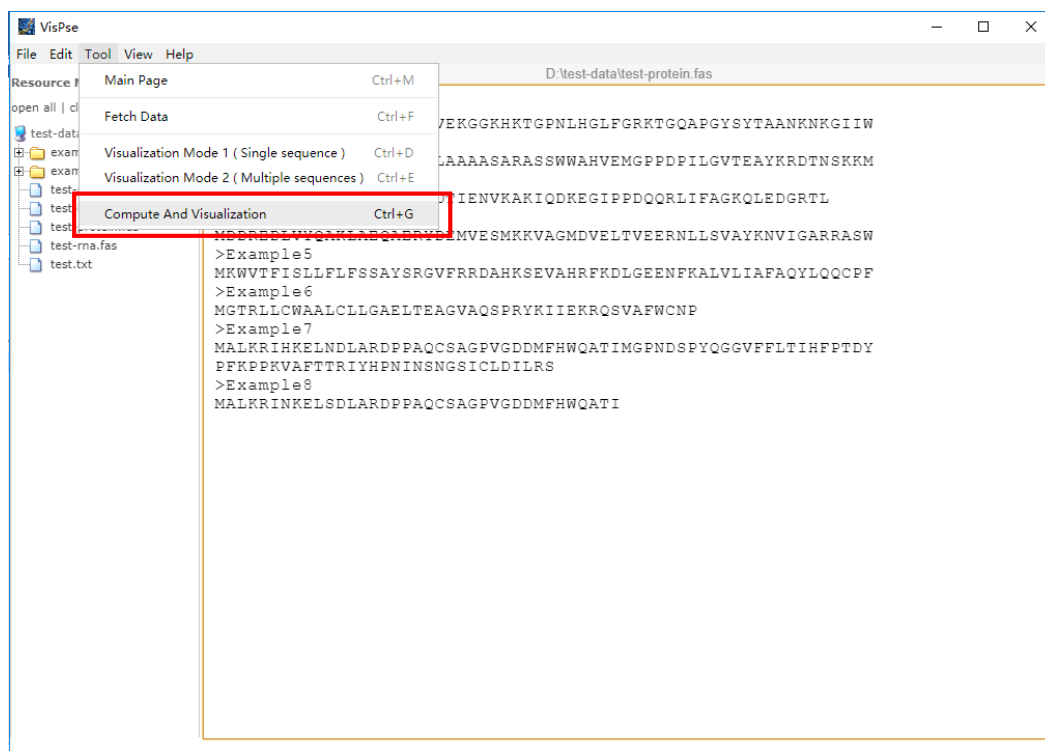 VisPse
File Edit Tool View Help
Resource
D:\test-data\test-protein.fas
open all |
Main Page Ctrl+M
Fetch Data Ctrl+F
Visualization Mode 1 ( Single sequence ) Ctrl+D
Visualization Mode 2 ( Multiple sequences ) Ctrl+E
Compute And Visualization Ctrl+G
test-data
exam
exam
test-
test
test-rna.fas
test.txt
VEKGGKHKTGPNLHGLFGRKTGQAPGYSYTAANKNKGIIW
LAAAASARASSWWAHVEMGPPDPILGVTEAYKRDTNSKKM
TIENVKAKIQDKEGIPPDQQRLIFAGKQLEDGRTL
MDDREDLVYQAKLAEQAERYDEMVESMKKVAGMDVELTVEERNLLSVAYKNVIGARRASW
>Example5
MKWVTFISLLFLFSSAYSRGVFRRDAHKSEVAHRFKDLGEENFKALVLIAFAQYLQQCPF
>Example6
MGTRLLCWAALCLLGAELTEAGVAQSPRYKIIEKRQSVAFWCNP
>Example7
MALKRIHKELNDLARDPPAQCSAGPVGDDMFHWQATIMGPNDSPYQGGVFFLTIHFPTDY
PFKPPKVAFTTRIYHPNINSNGSICLDILRS
>Example8
MALKRINKELSDLARDPPAQCSAGPVGDDMFHWQATI